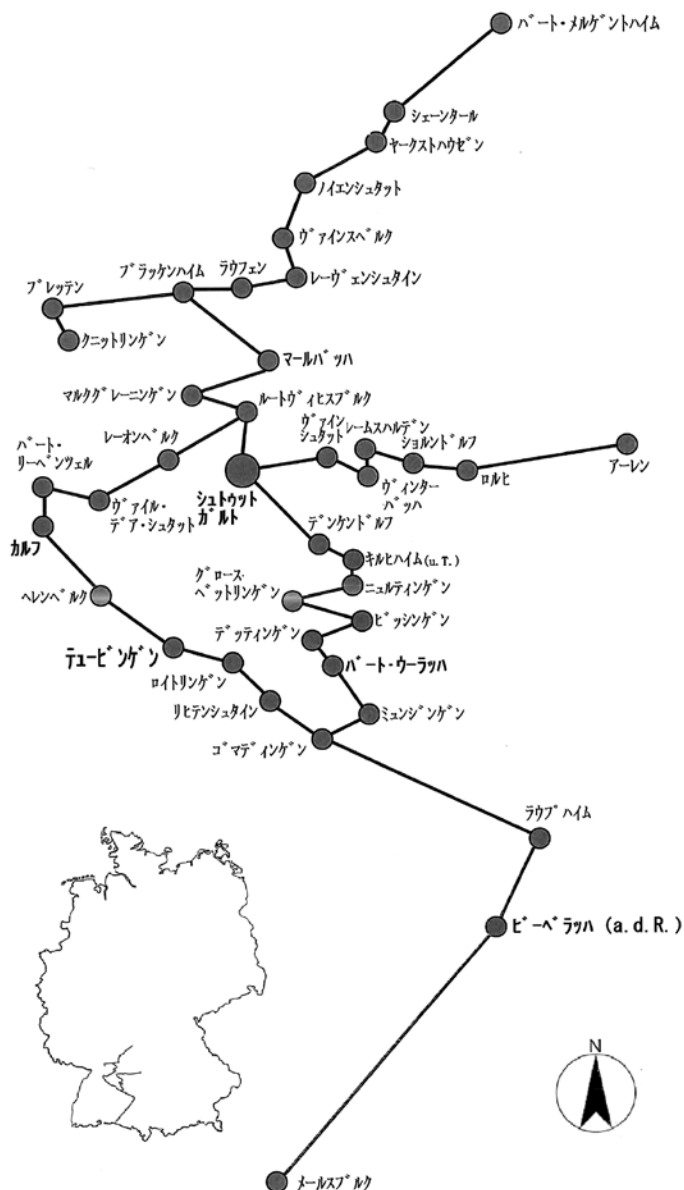 バート・メルゲントハイム
シェーンタール
ヤークストハウゼン
ノイエンシュタット
ヴァインスベルク
ラウフェン
レーヴェンシュタイン
ブラッケンハイム
ブレッテン
クニットリンゲン
マールバッハ
マルクグレーニンゲン
ルートヴィヒスブルク
ヴァイン
シュタット
レームスハルデン
ショルンドルフ
アーレン
レーオンベルク
バート・
リーベンツェル
シュトゥット
ガルト
ヴィンター
バッハ
ロルヒ
ヴァイル・
デア・シュタット
デンケンドルフ
カルフ
キルヒハイム(u.T.)
グロース・
ベットリンゲン
ニュルティンゲン
ヘレンベルク
ビッシンゲン
デッティンゲン
テュービンゲン
バート・ウーラッハ
ロイトリンゲン
リヒテンシュタイン
ミュンジンゲン
ゴマディンゲン
ラウプハイム
ビーベラッハ (a.d.R.)
N
メールスブルク